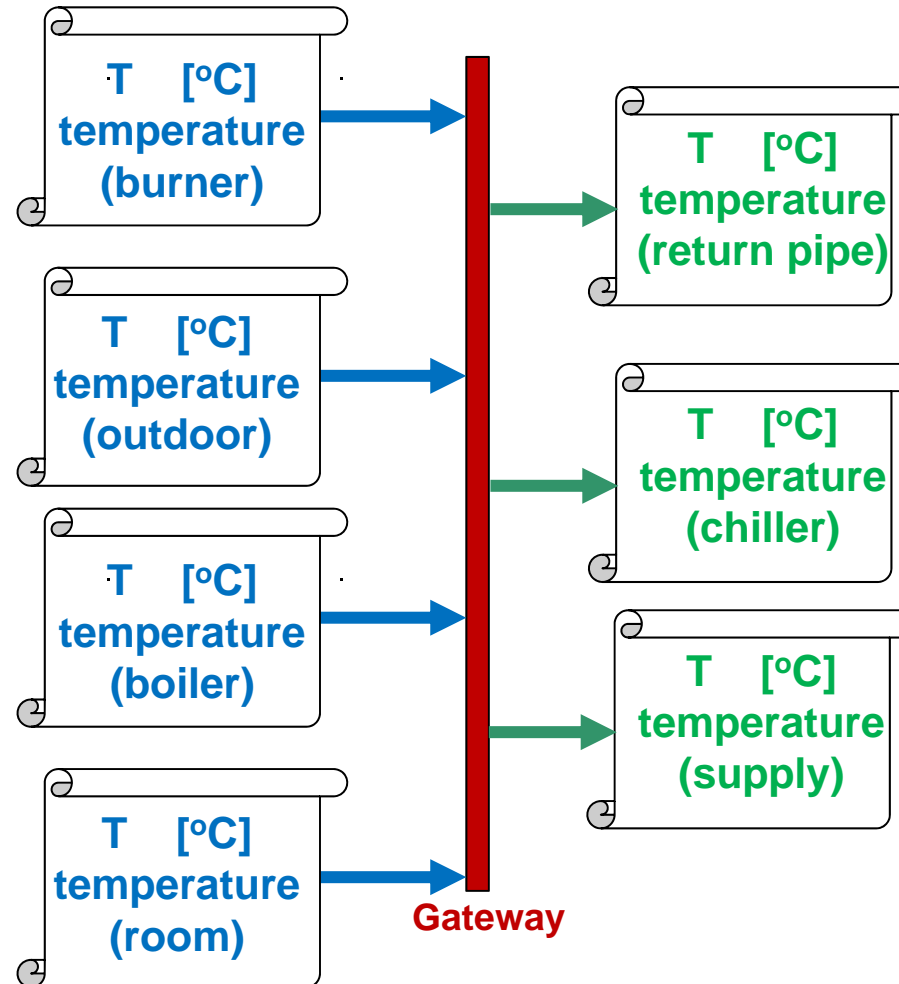 T [°C]
temperature
(burner)
T [°C]
temperature
(outdoor)
T [°C]
temperature
(boiler)
T [°C]
temperature
(room)
Gateway
T [°C]
temperature
(return pipe)
T [°C]
temperature
(chiller)
T [°C]
temperature
(supply)